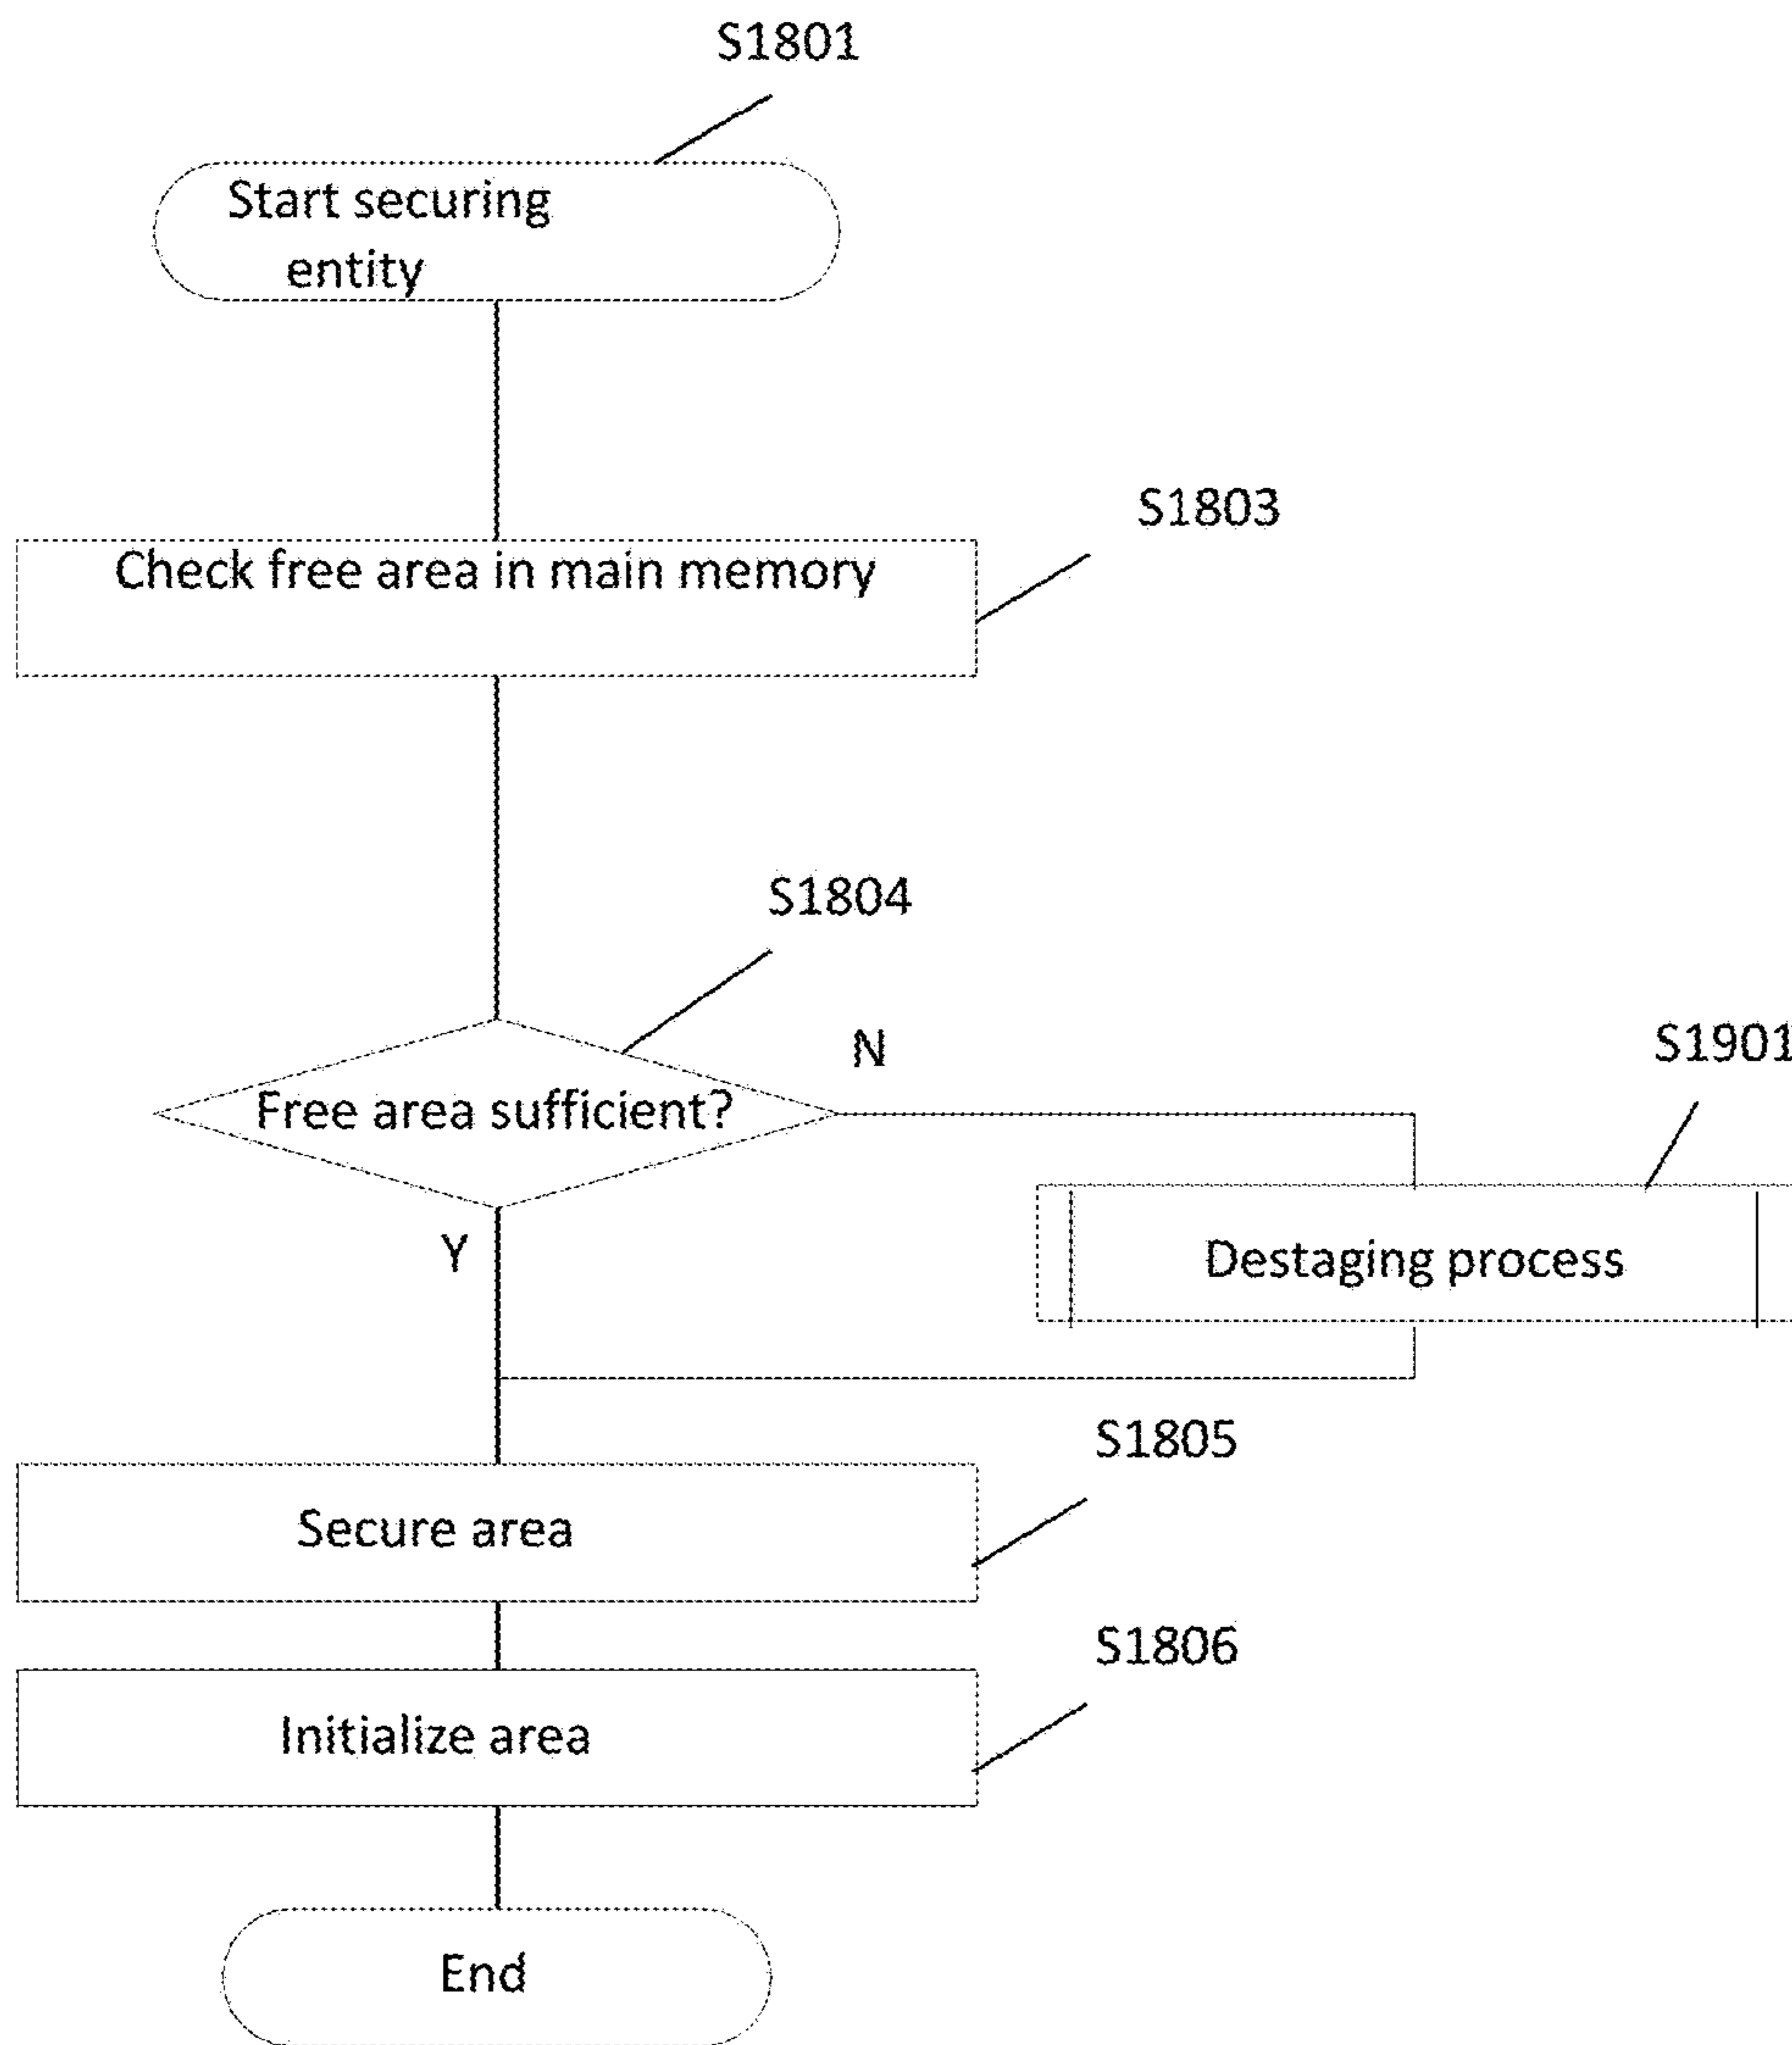 S1801
Start securing
entity
S1803
Check free area in main memory
S1804
N
S1901
Free area sufficient?
Y
Destaging process
S1805
Secure area
S1806
Initialize area
End